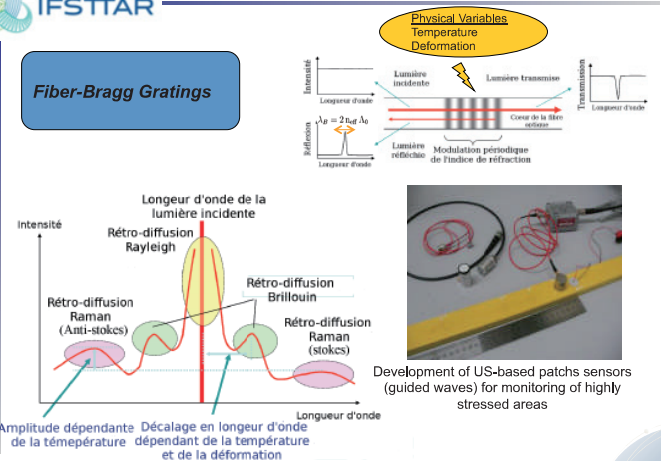 IFSTTAR
Fiber-Bragg Gratings
Physical Variables
Temperature
Deformation
Intensité
Longueur d'onde
Lumière
incidente
Lumière transmise
Transmission
Longueur d'onde
λB = 2 neff Λ0
Réflexion
Longueur d'onde
Lumière
réfléchie
Coeur de la fibre
optique
Modulation périodique
de l'indice de réfraction
Longeur d'onde de la
lumière incidente
Intensité
Rétro-diffusion
Rayleigh
Rétro-diffusion
Brillouin
Rétro-diffusion
Raman
(Anti-stokes)
Rétro-diffusion
Raman
(stokes)
Longueur d'onde
Amplitude dépendante
de la témepérature
Décalage en longeur d'onde
dépendant de la température
et de la déformation
Development of US-based patchs sensors
(guided waves) for monitoring of highly
stressed areas